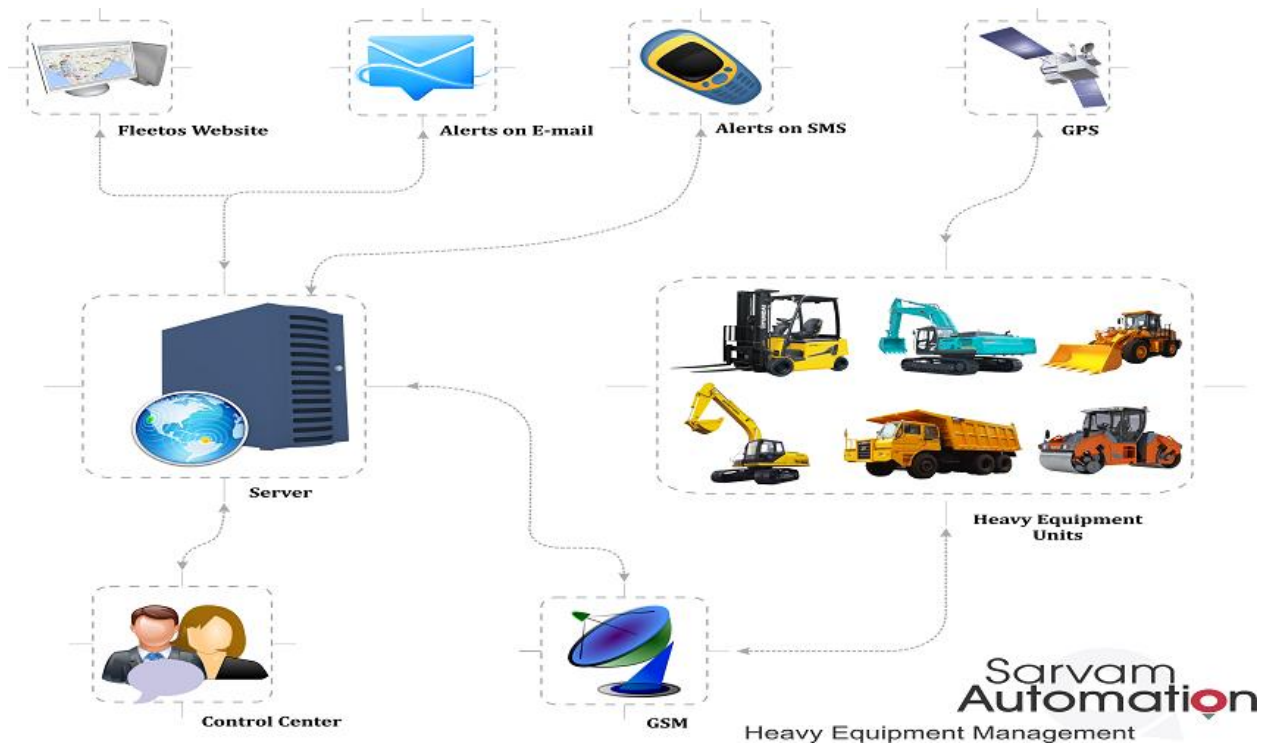 Fleetos Website
Alerts on E-mail
Alerts on SMS
GPS
Server
Heavy Equipment
Units
Control Center
GSM
Sarvam
Automation
Heavy Equipment Management